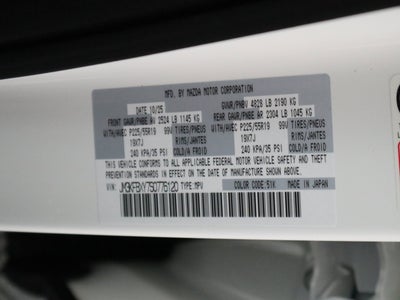 MFD. BY MAZDA MOTOR CORPORATION
DATE 10/25 GVWR/PNBV 4828 LB 2190 KG
FRONT GAWR/PNBE AV 2524 LB 1145 KG REAR GAWR/PNBE AR 2304 LB 1045 KG
WITH/AVEC P225/55R19 99V TIRES/PNEUS WITH/AVEC P225/55R19 99V TIRES/PNEUS
19X7J RIMS/JANTES 19X7J RIMS/JANTES
240 KPA/35 PSI COLD/A FROID 240 KPA/35 PSI COLD/A FROID
THIS VEHICLE CONFORMS TO ALL APPLICABLE FEDERAL MOTOR VEHICLE SAFETY
AND THEFT PREVENTION STANDARDS IN EFFECT ON THE DATE OF MANUFACTURE SHOWN ABOVE.
VIN: TYPE: MPV COLOR CODE: 51K MADE IN JAPAN